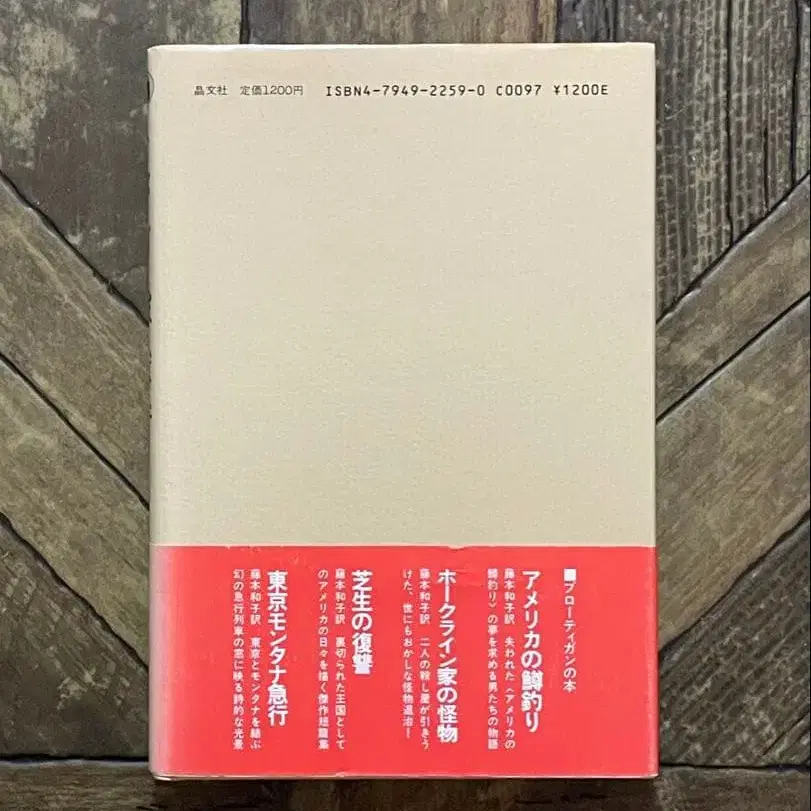 晶文社 定価1200円 ISBN4-7949-2259-0 C0097 ¥1200E
■ブローティガンの本
アメリカの鱒釣り
藤本和子訳 失われた〈アメリカの
鱒釣り〉の夢を求める男たちの物語
ホークライン家の怪物
藤本和子訳 二人の殺し屋が引きう
けた、世にもおかしな怪物退治!
芝生の復讐
藤本和子訳 裏切られた王国として
のアメリカの日々を描く傑作短篇集
東京モンタナ急行
藤本和子訳 東京とモンタナを結ぶ
幻の急行列車の窓に映る詩的な光景